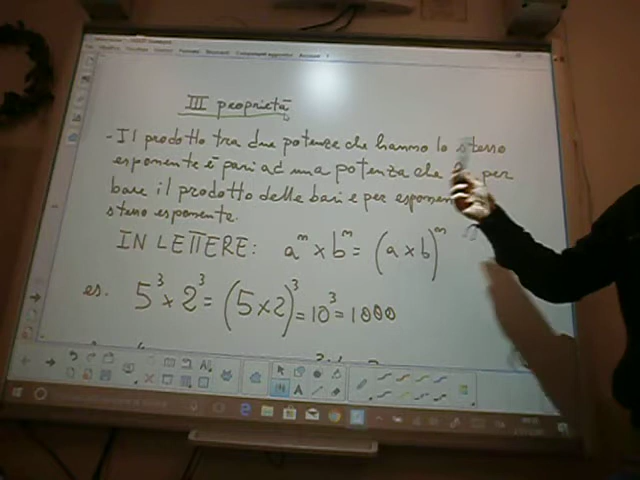 III proprietà
- Il prodotto tra due potenze che hanno lo stesso
esponente è pari ad una potenza che per
base il prodotto delle basi e per esponen
stesso esponente.
IN LETTERE: a^m × b^m = (a × b)^m
es. 5^3 × 2^3 = (5 × 2)^3 = 10^3 = 1000